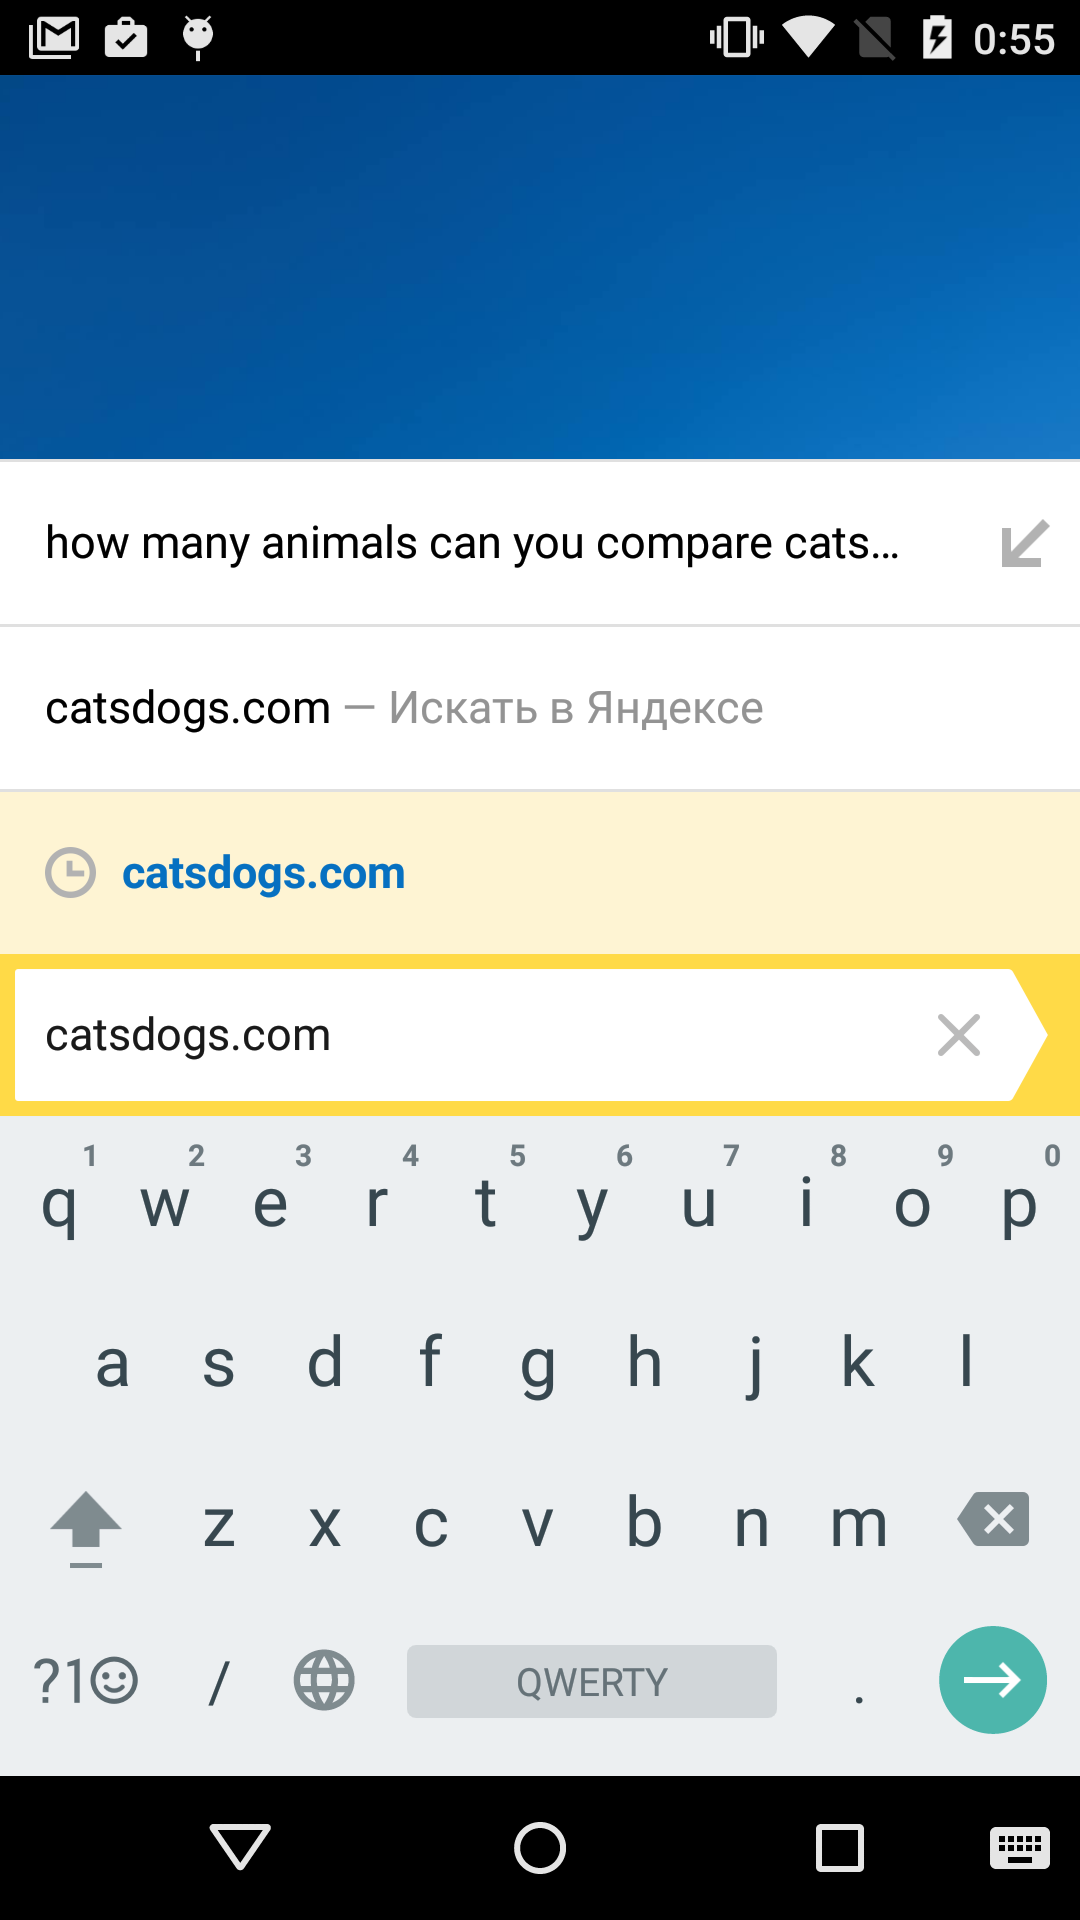 0:55
how many animals can you compare cats...
catsdogs.com — Искать в Яндексе
catsdogs.com
catsdogs.com
1 2 3 4 5 6 7 8 9 0
q w e r t y u i o p
a s d f g h j k l
z x c v b n m
?1☺ / QWERTY .